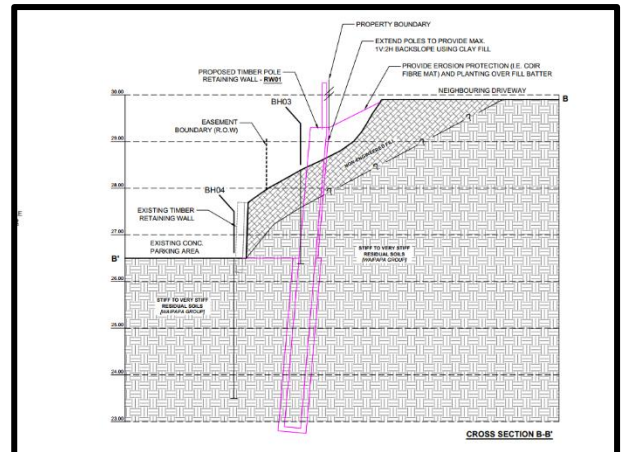 PROPERTY BOUNDARY
EXTEND POLES TO PROVIDE MAX.
1V:2H BACKSLOPE USING CLAY FILL
PROPOSED TIMBER POLE
RETAINING WALL - RW01
PROVIDE EROSION PROTECTION (I.E. COIR
FIBRE MAT) AND PLANTING OVER FILL BATTER
NEIGHBOURING DRIVEWAY
30.00
B
BH03
EASEMENT
BOUNDARY (R.O.W)
29.00
?
NON-ENGINEERED FILL
?
28.00
BH04
?
EXISTING TIMBER
RETAINING WALL
?
27.00
EXISTING CONC.
PARKING AREA
B'
STIFF TO VERY STIFF
RESIDUAL SOILS
[WAIPAPA GROUP]
26.00
STIFF TO VERY STIFF
RESIDUAL SOILS
[WAIPAPA GROUP]
25.00
24.00
23.00
CROSS SECTION B-B'